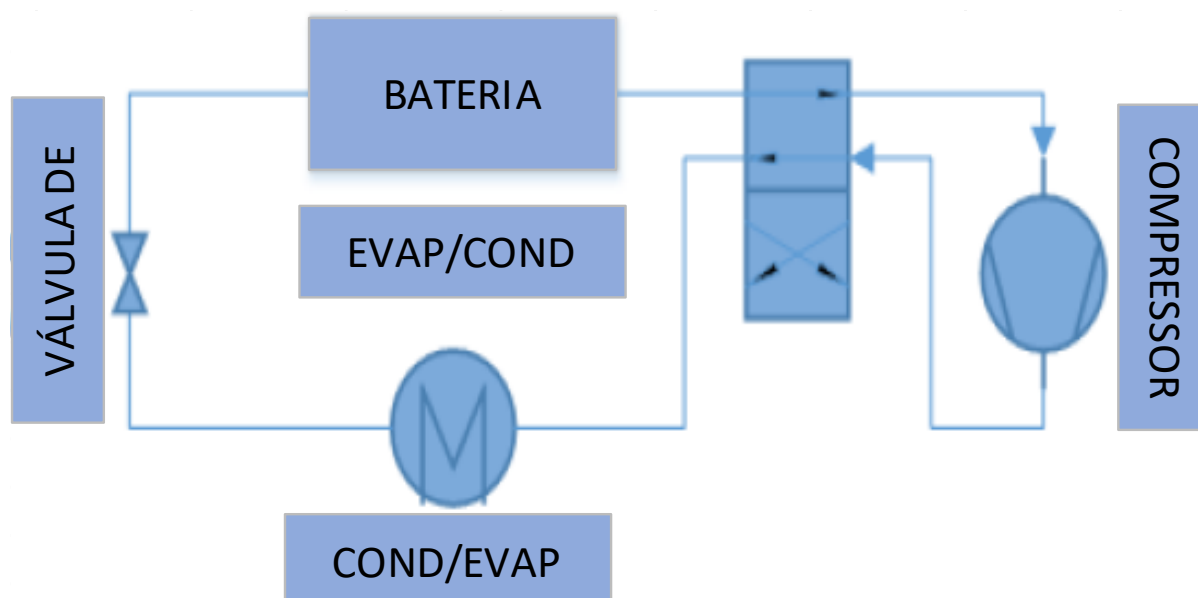 BATERIA
VÁLVULA DE
COMPRESSOR
EVAP/COND
COND/EVAP